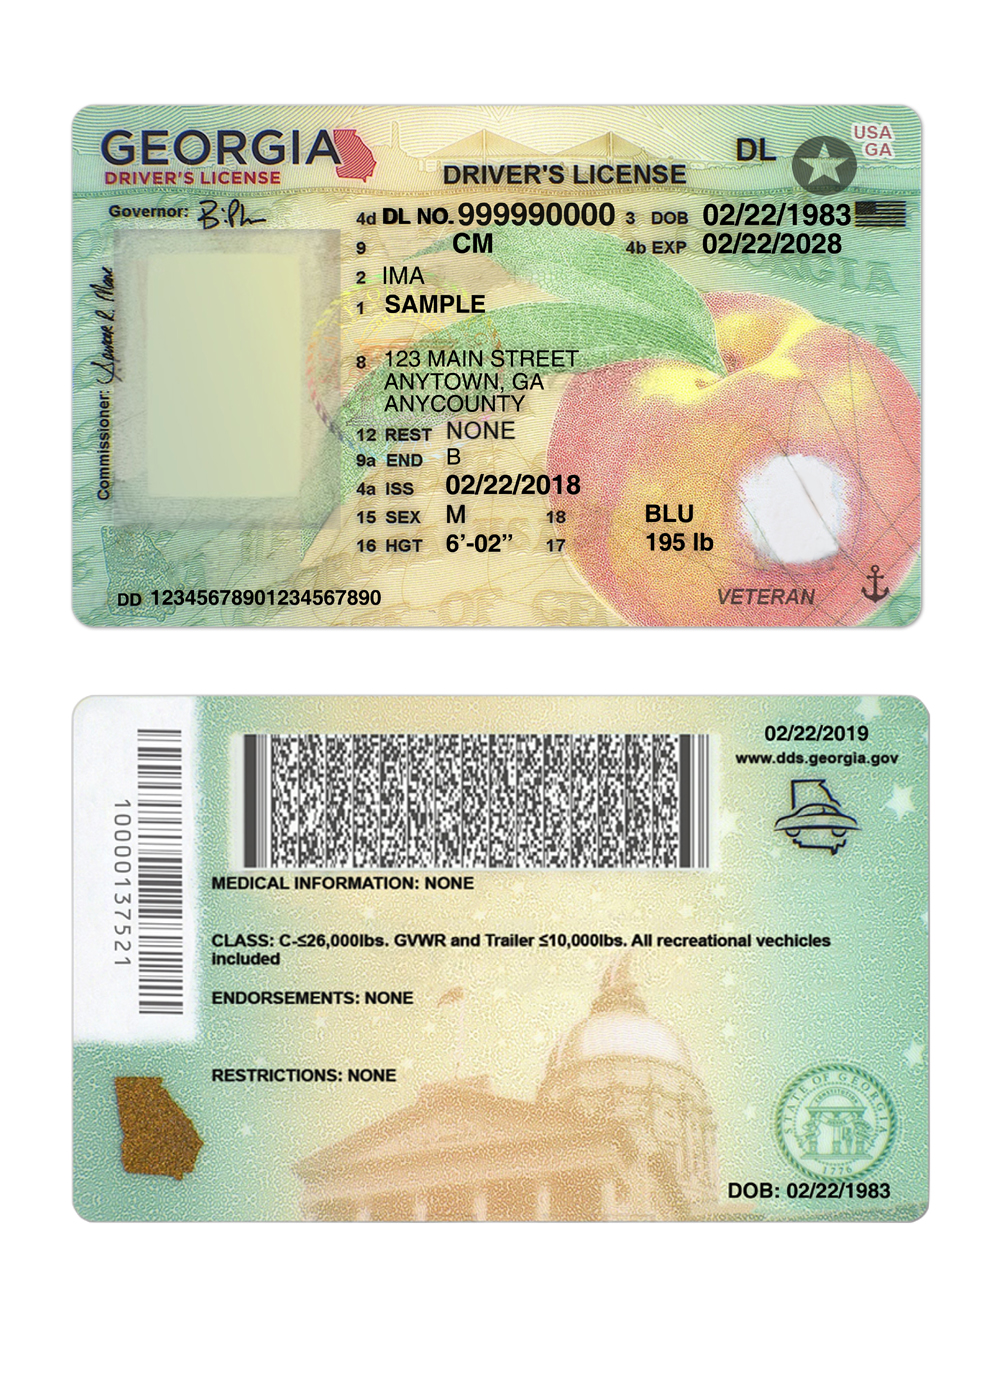 GEORGIA
DRIVER'S LICENSE
DRIVER'S LICENSE
DL
USA
GA
Governor:
4d DL NO. 999990000 3 DOB 02/22/1983
9 CM 4b EXP 02/22/2028
2 IMA
1 SAMPLE
Commissioner:
8 123 MAIN STREET
ANYTOWN, GA
ANYCOUNTY
12 REST NONE
9a END B
4a ISS 02/22/2018
15 SEX M 18 BLU
16 HGT 6'-02” 17 195 lb
DD 12345678901234567890
VETERAN
02/22/2019
www.dds.georgia.gov
10000137521
MEDICAL INFORMATION: NONE
CLASS: C-≤26,000lbs. GVWR and Trailer ≤10,000lbs. All recreational vechicles
included
ENDORSEMENTS: NONE
RESTRICTIONS: NONE
STATE OF GEORGIA
CONSTITUTION
1776
DOB: 02/22/1983